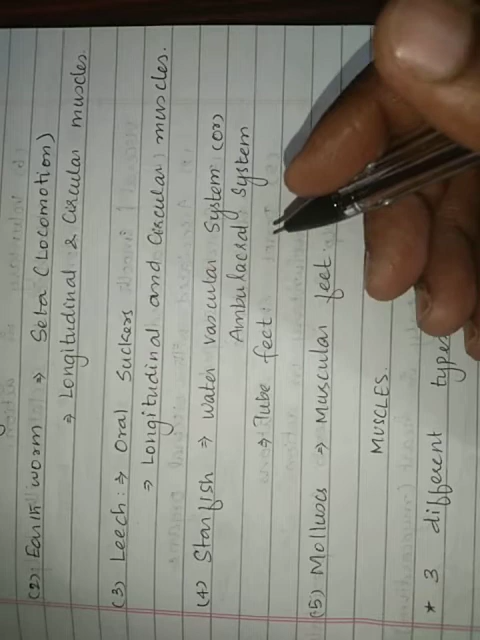 (2) Earth worm ⇒ Seta (Locomotion)
⇒ Longitudinal & Circular muscles.
(3) Leech: ⇒ Oral Suckers
⇒ Longitudinal and Circular muscles.
(4) Starfish ⇒ Water vascular System (or)
Ambulacral System
⇒ Tube feet
(5) Molluscs ⇒ Muscular feet
MUSCLES.
* 3 different types